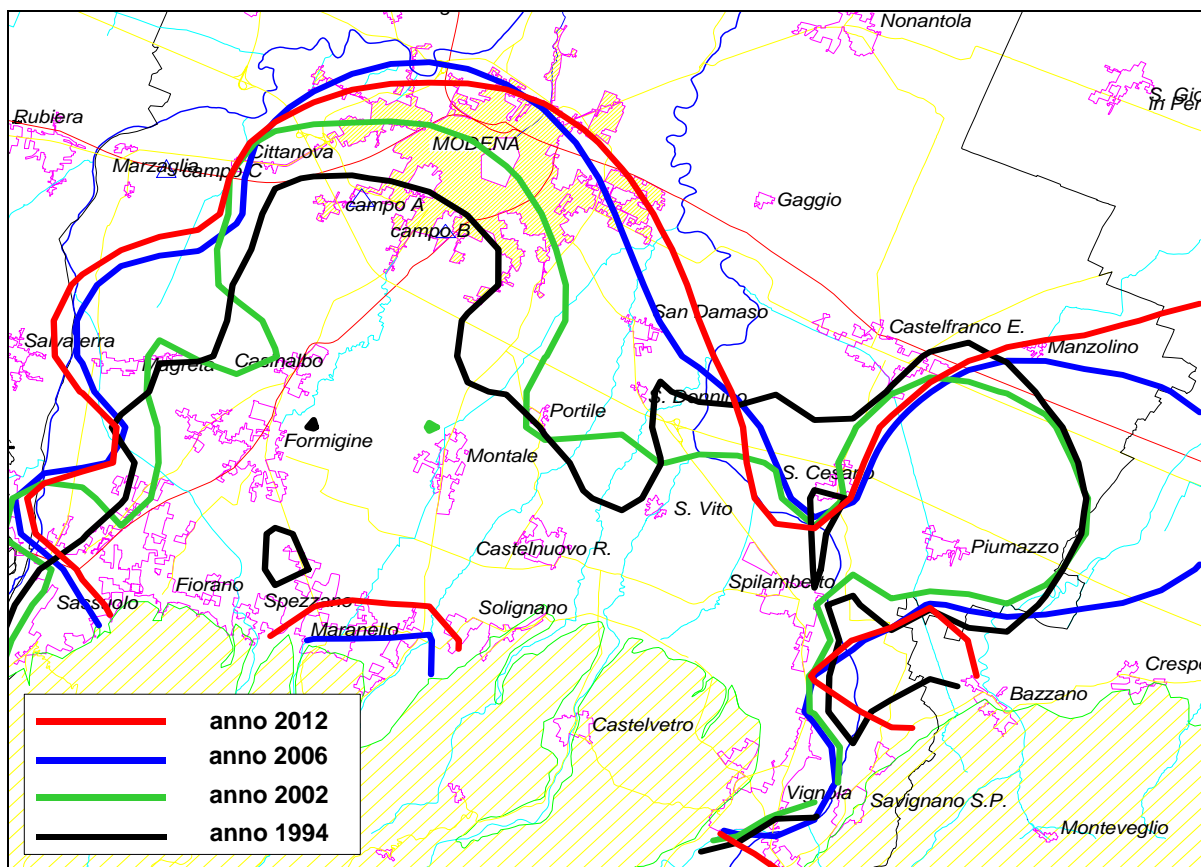 Nonantola
S. Gio
in Per
Rubiera
MODENA
Cittanova
Marzaglia
campo C
campo A
Gaggio
campo B
San Damaso
Castelfranco E.
Salvaterra
Manzolino
Magreta
Casinalbo
S. Donnino
Portile
Formigine
Montale
S. Cesario
S. Vito
Castelnuovo R.
Piumazzo
Spilamberto
Fiorano
Sassuolo
Spezzano
Solignano
Maranello
Crespe
Bazzano
Castelvetro
Vignola
Savignano S.P.
Monteveglio
anno 2012
anno 2006
anno 2002
anno 1994